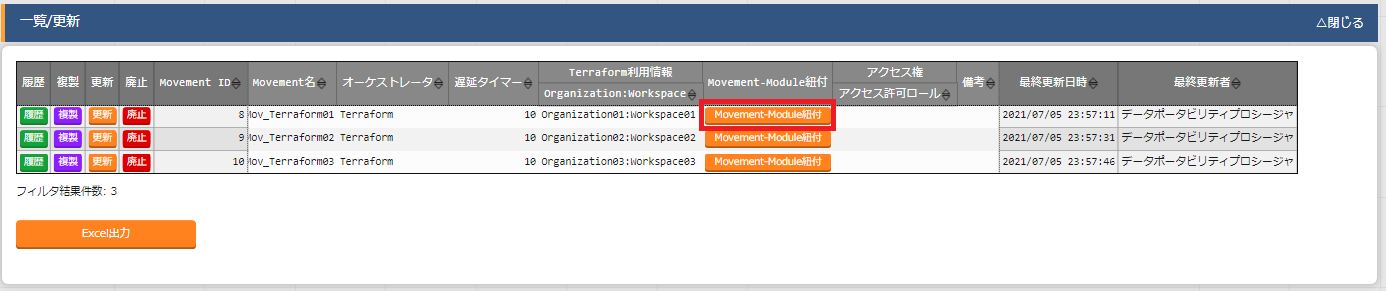 一覧/更新 △閉じる
履歴 複製 更新 廃止 Movement ID Movement名 オーケストレータ 遅延タイマー Terraform利用情報 Movement-Module紐付 アクセス権 備考 最終更新日時 最終更新者
Organization:Workspace アクセス許可ロール
履歴 複製 更新 廃止 8 Mov_Terraform01 Terraform 10 Organization01:Workspace01 Movement-Module紐付 2021/07/05 23:57:11 データポータビリティプロシージャ
履歴 複製 更新 廃止 9 Mov_Terraform02 Terraform 10 Organization02:Workspace02 Movement-Module紐付 2021/07/05 23:57:31 データポータビリティプロシージャ
履歴 複製 更新 廃止 10 Mov_Terraform03 Terraform 10 Organization03:Workspace03 Movement-Module紐付 2021/07/05 23:57:46 データポータビリティプロシージャ
フィルタ結果件数: 3
Excel出力